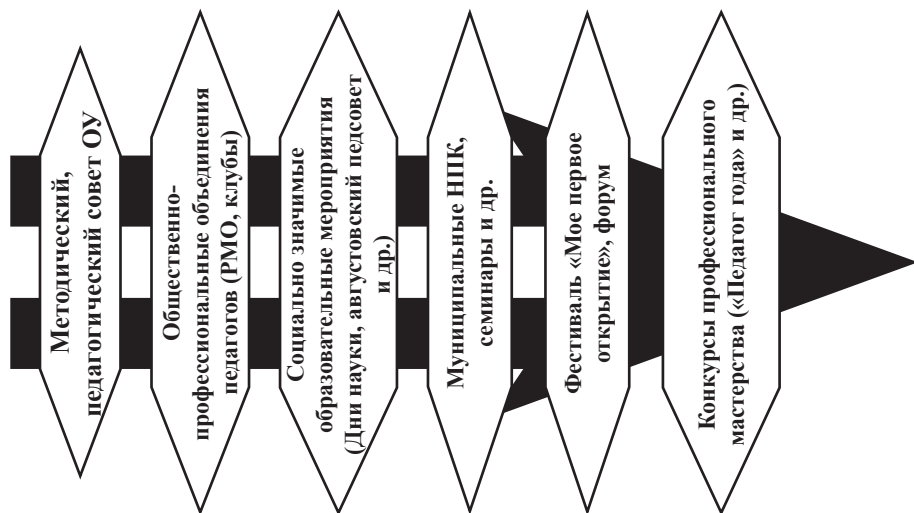 Методический,
педагогический совет ОУ
Общественно-
профессиональные объединения
педагогов (РМО, клубы)
Социально значимые
образовательные мероприятия
(Дни науки, августовский педсовет
и др.)
Муниципальные НПК,
семинары и др.
Фестиваль «Мое первое
открытие», форум
Конкурсы профессионального
мастерства («Педагог года» и др.)